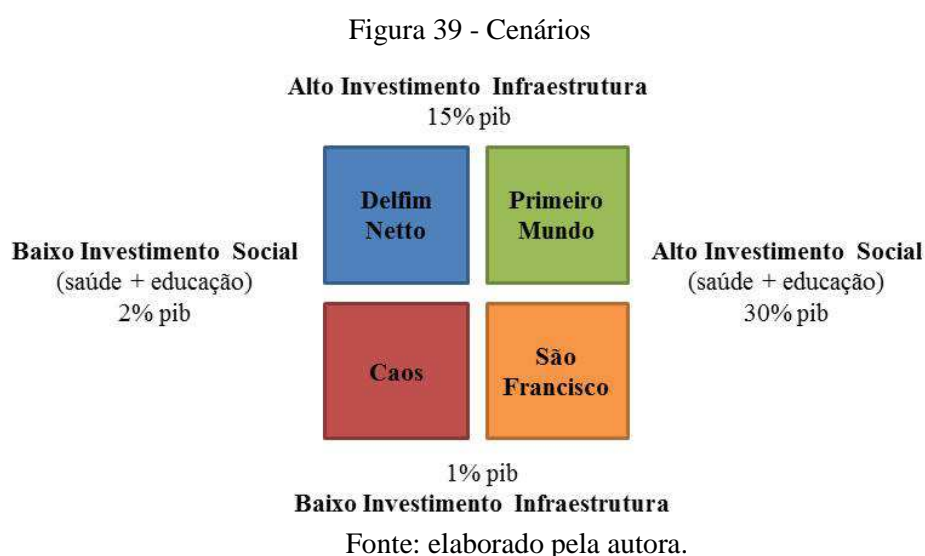 Figura 39 - Cenários
Alto Investimento Infraestrutura
15% pib
Delfim
Netto
Primeiro
Mundo
Baixo Investimento Social
(saúde + educação)
2% pib
Alto Investimento Social
(saúde + educação)
30% pib
Caos
São
Francisco
1% pib
Baixo Investimento Infraestrutura
Fonte: elaborado pela autora.